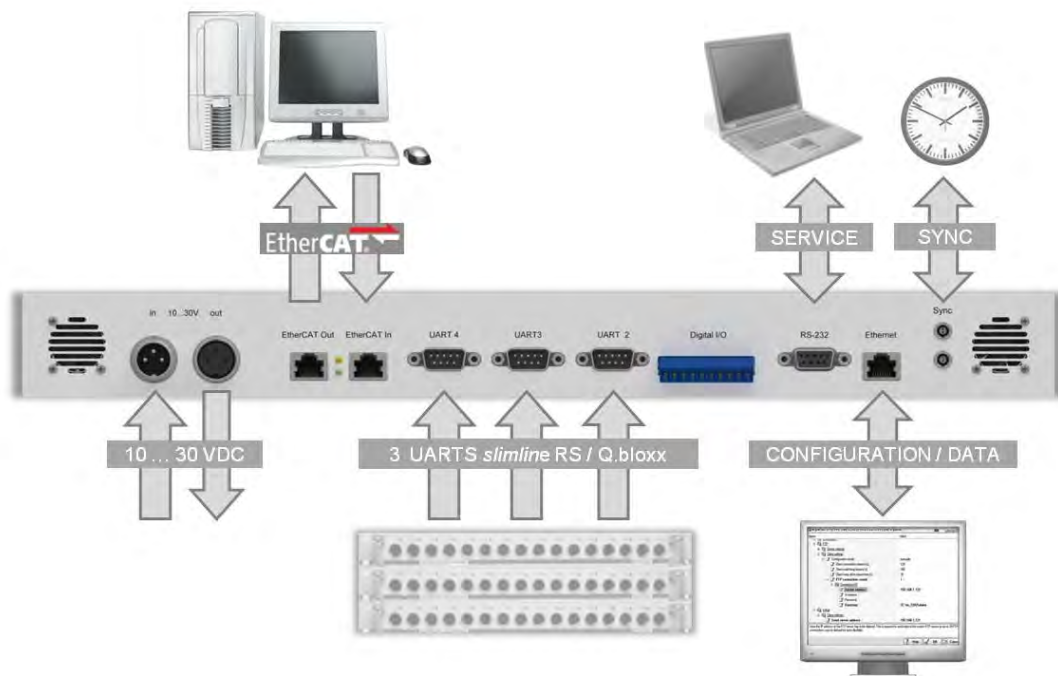 EtherCAT
SERVICE
SYNC
in 10...30V out
EtherCAT Out
EtherCAT In
UART 4
UART3
UART 2
Digital I/O
RS-232
Ethernet
Sync
10 ... 30 VDC
3 UARTS slimline RS / Q.bloxx
CONFIGURATION / DATA